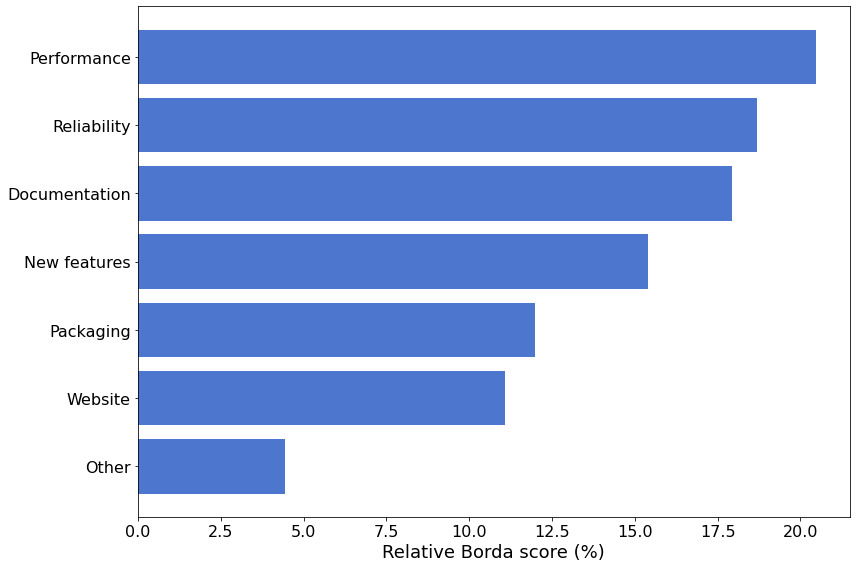 Performance
Reliability
Documentation
New features
Packaging
Website
Other
0.0 2.5 5.0 7.5 10.0 12.5 15.0 17.5 20.0
Relative Borda score (%)